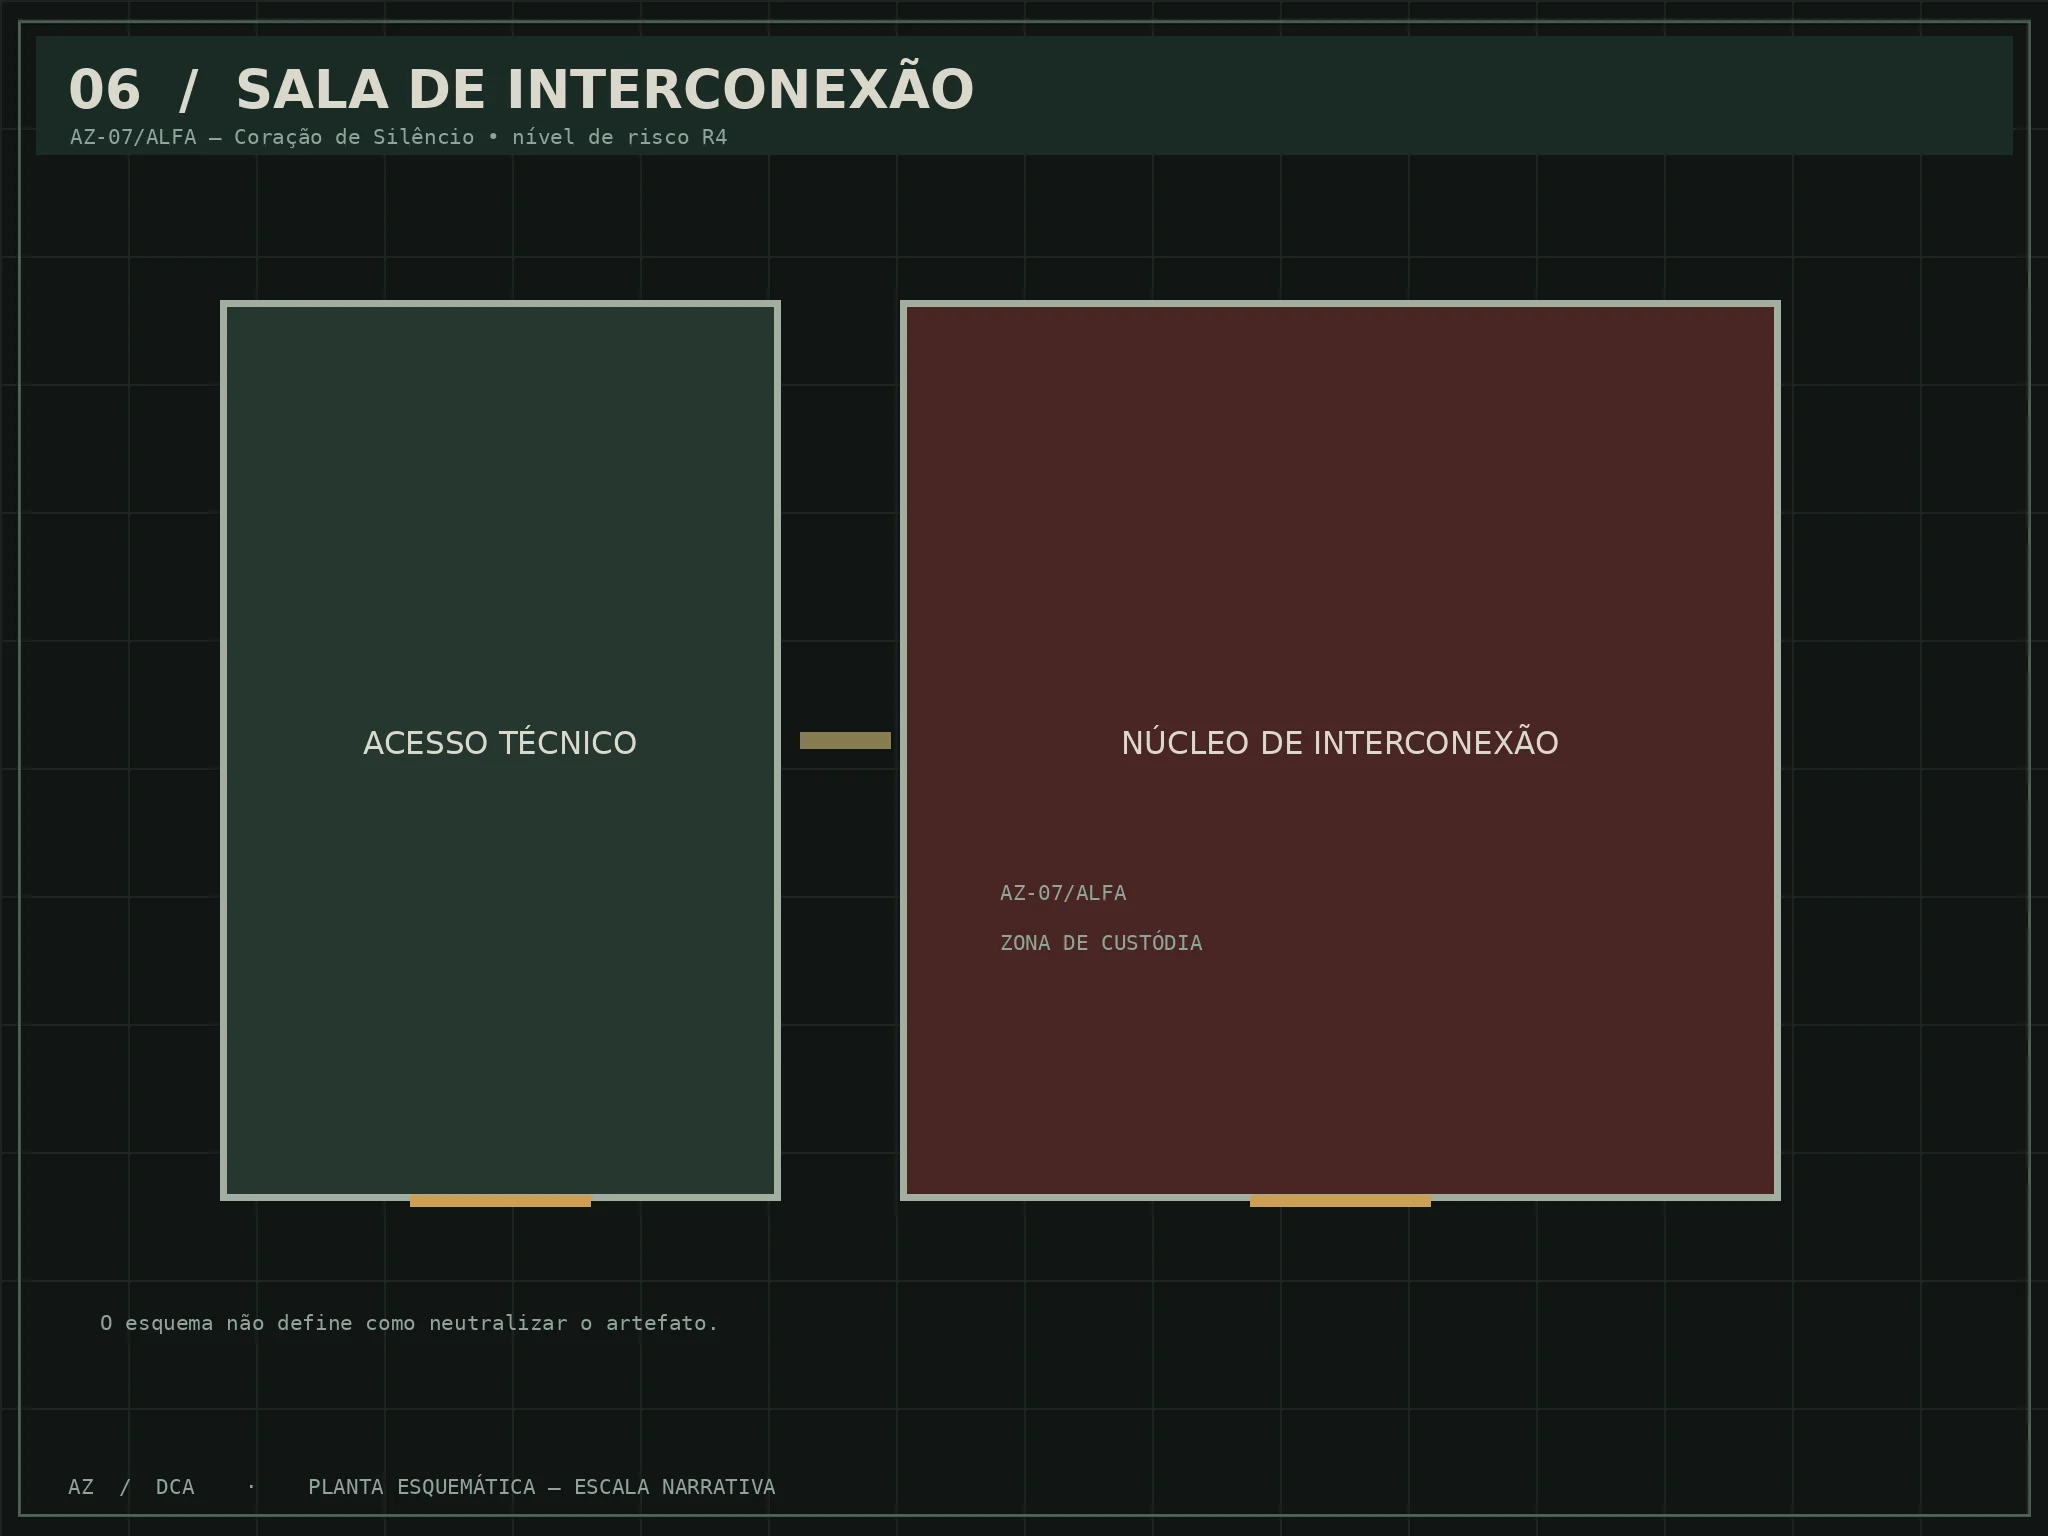 06 / SALA DE INTERCONEXÃO
AZ-07/ALFA — Coração de Silêncio • nível de risco R4
ACESSO TÉCNICO
NÚCLEO DE INTERCONEXÃO
AZ-07/ALFA
ZONA DE CUSTÓDIA
O esquema não define como neutralizar o artefato.
AZ / DCA · PLANTA ESQUEMÁTICA — ESCALA NARRATIVA